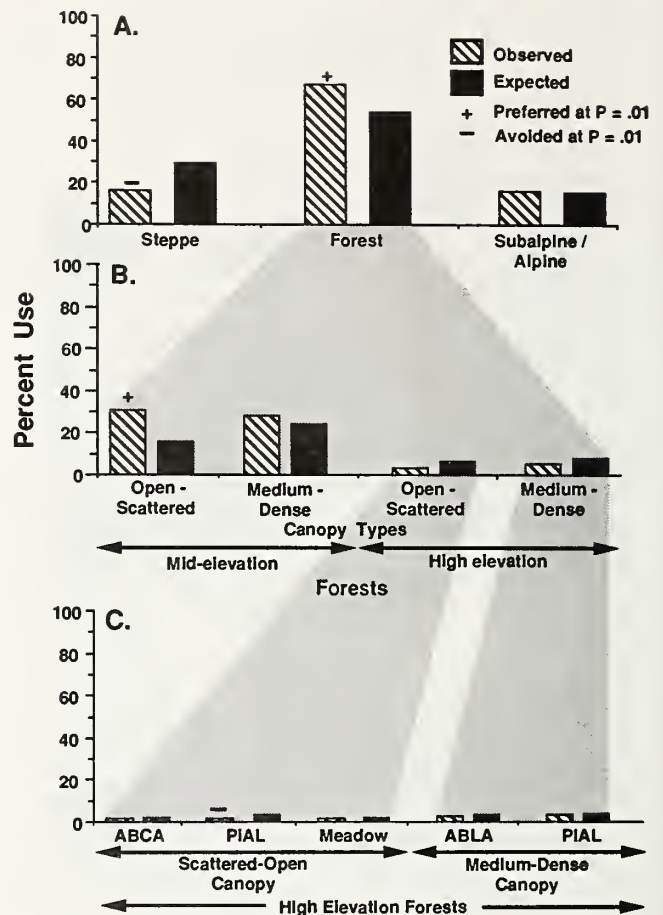 A.
100
80
60
40
20
0
Observed
Expected
+ Preferred at P = .01
− Avoided at P = .01
+
−
Steppe Forest Subalpine / Alpine
Percent Use
B.
100
80
60
40
20
0
+
Open - Scattered Medium - Dense Open - Scattered Medium - Dense
Canopy Types
Mid-elevation High elevation
Forests
C.
100
80
60
40
20
0
−
ABCA PIAL Meadow ABLA PIAL
Scattered-Open Canopy Medium-Dense Canopy
High Elevation Forests